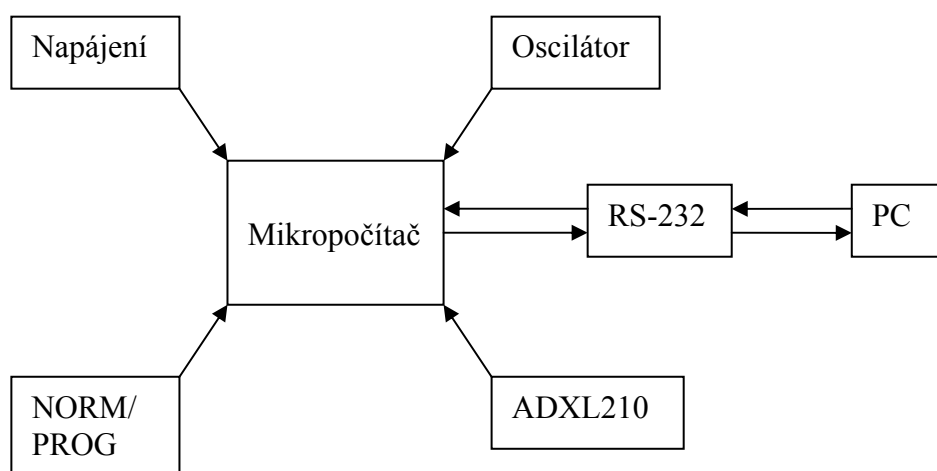 Napájení
Oscilátor
Mikropočítač
RS-232
PC
NORM/
PROG
ADXL210